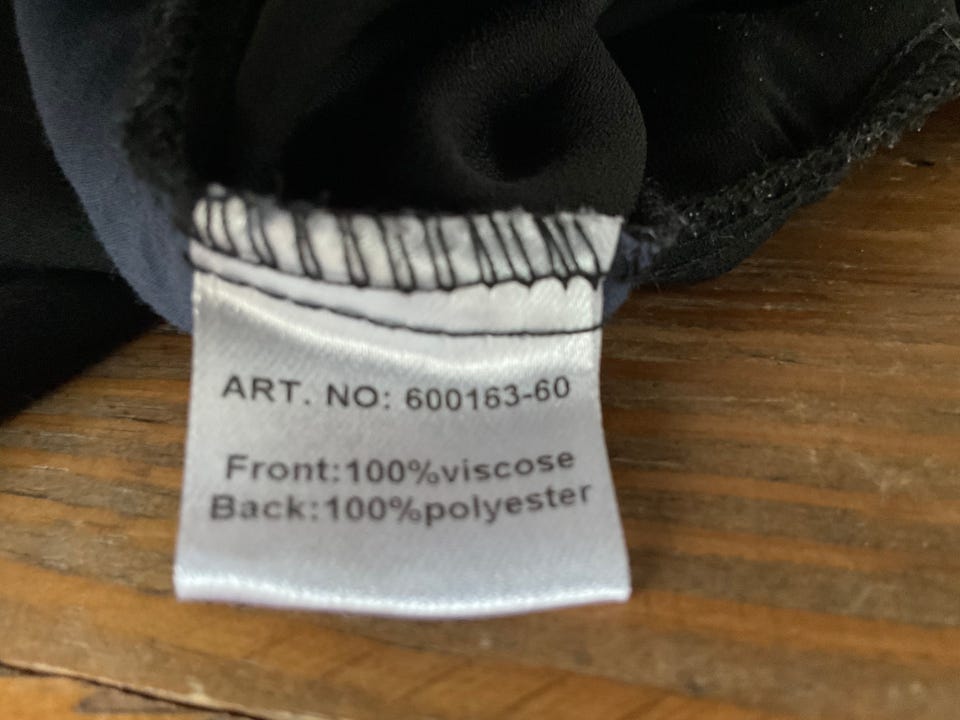 ART. NO: 600163-60
Front:100%viscose
Back:100%polyester